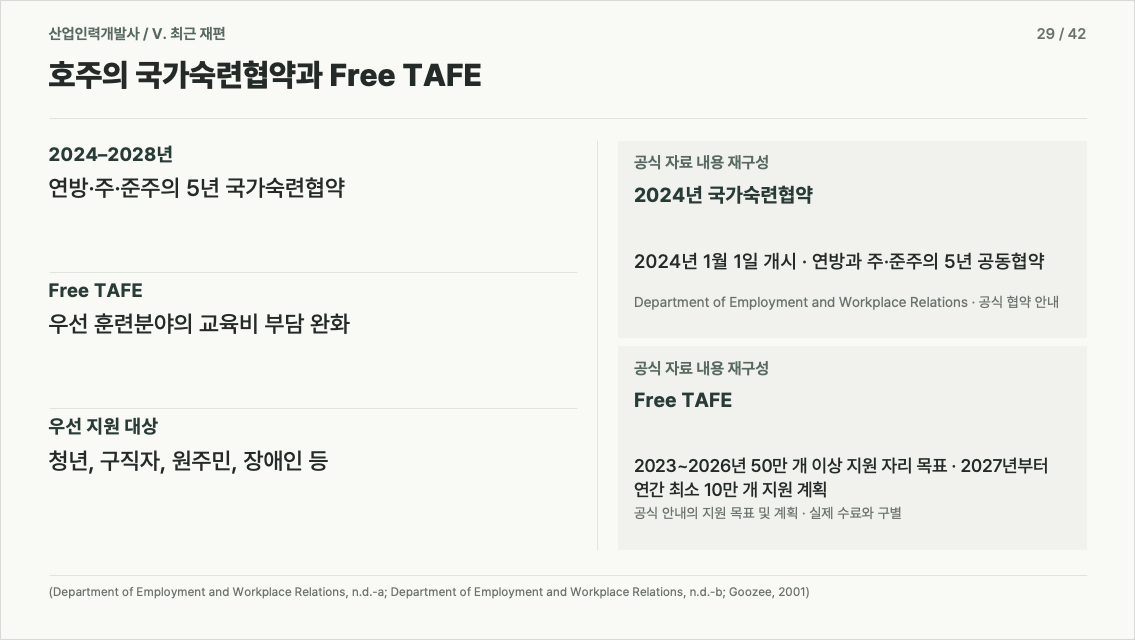 산업인력개발사 / V. 최근 재편
29 / 42
호주의 국가숙련협약과 Free TAFE
2024–2028년
연방·주·준주의 5년 국가숙련협약
Free TAFE
우선 훈련분야의 교육비 부담 완화
우선 지원 대상
청년, 구직자, 원주민, 장애인 등
공식 자료 내용 재구성
2024년 국가숙련협약
2024년 1월 1일 개시 · 연방과 주·준주의 5년 공동협약
Department of Employment and Workplace Relations · 공식 협약 안내
공식 자료 내용 재구성
Free TAFE
2023~2026년 50만 개 이상 지원 자리 목표 · 2027년부터
연간 최소 10만 개 지원 계획
공식 안내의 지원 목표 및 계획 · 실제 수료와 구별
(Department of Employment and Workplace Relations, n.d.-a; Department of Employment and Workplace Relations, n.d.-b; Goozee, 2001)